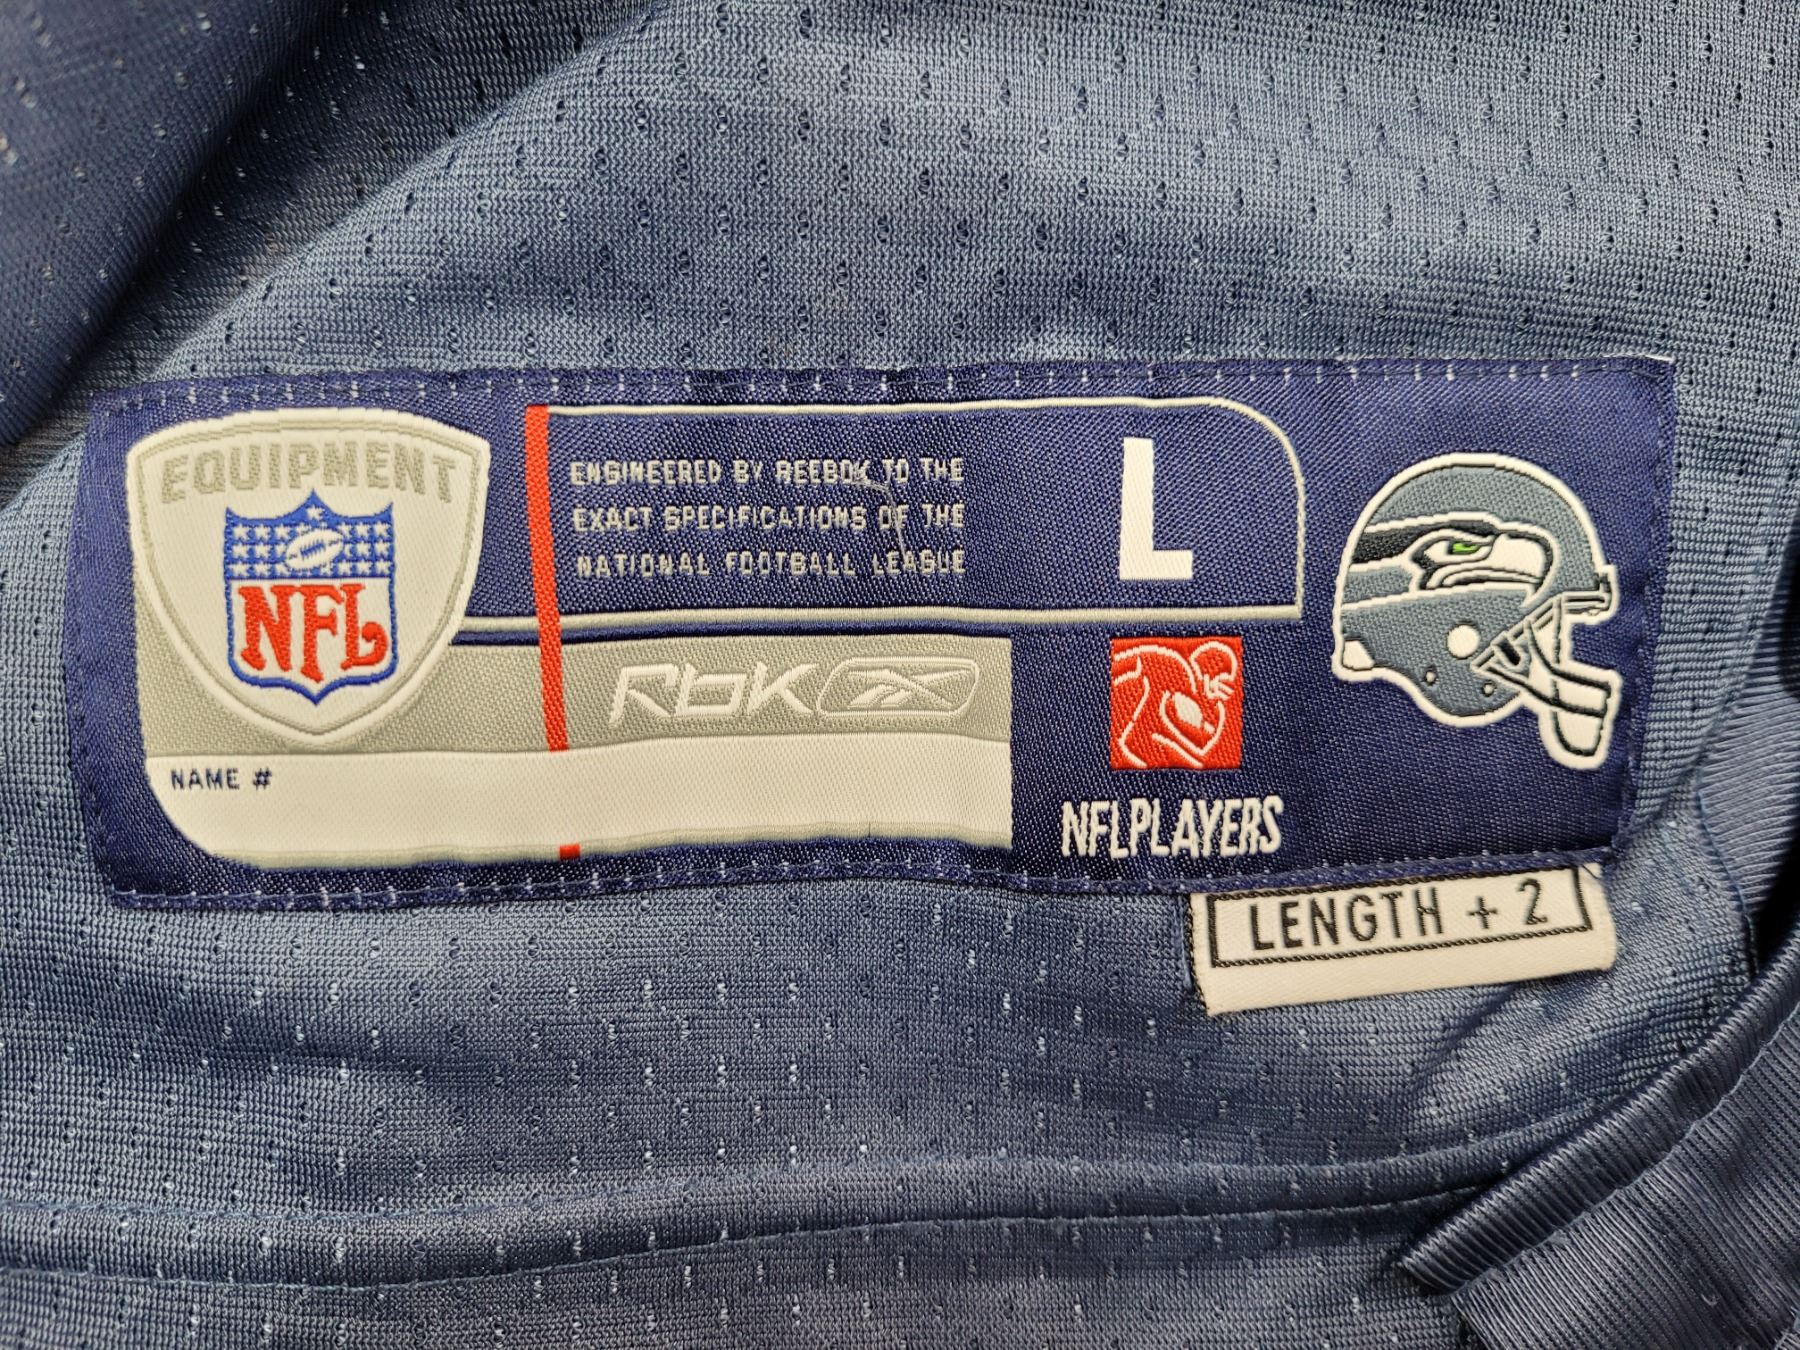 EQUIPMENT
NFL
ENGINEERED BY REEBOK TO THE
EXACT SPECIFICATIONS OF THE
NATIONAL FOOTBALL LEAGUE
L
Rbk
NAME #
NFLPLAYERS
LENGTH + 2